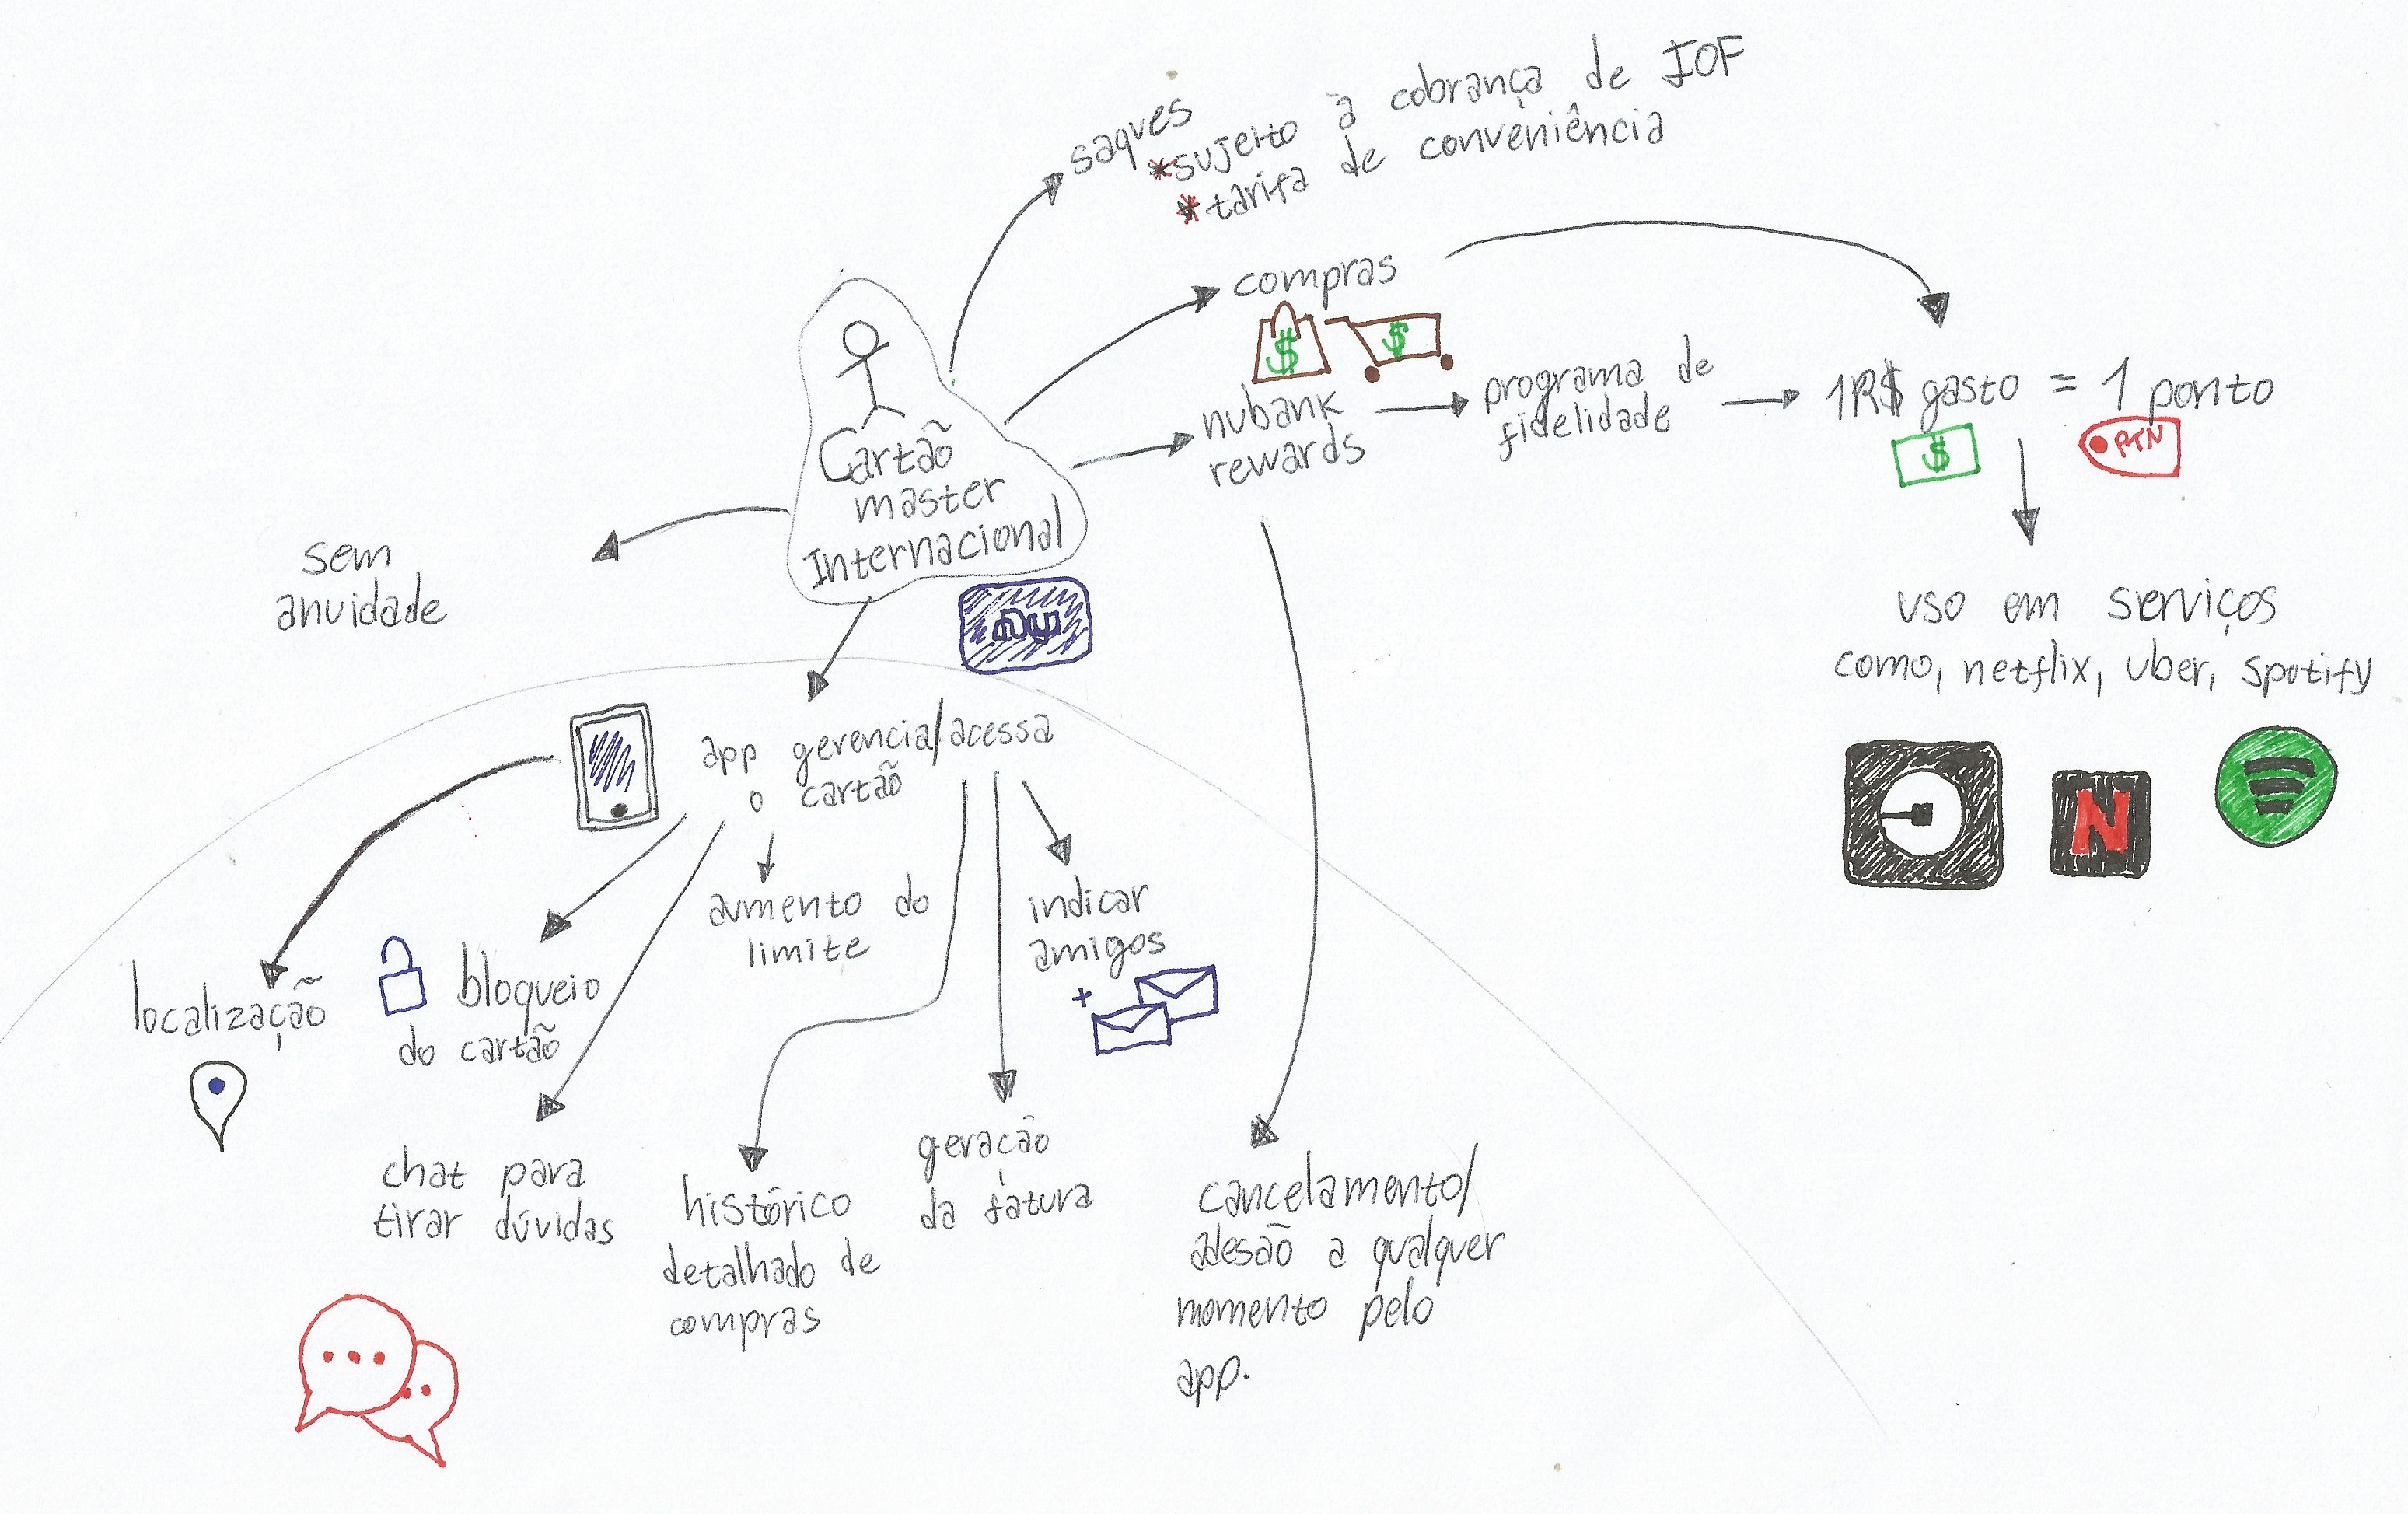 saques
*sujeito à cobrança de IOF
*tarifa de conveniência
compras
$ $
nubank
rewards
programa de
fidelidade
1R$ gasto = 1 ponto
$
PTN
uso em serviços
como, netflix, uber, spotify
N
Cartão
master
Internacional
nu
sem
anuidade
app gerencia/acessa
o cartão
localização
bloqueio
do cartão
aumento do
limite
indicar
amigos
+
chat para
tirar dúvidas
histórico
detalhado de
compras
geração
da fatura
cancelamento/
adesão a qualquer
momento pelo
app.